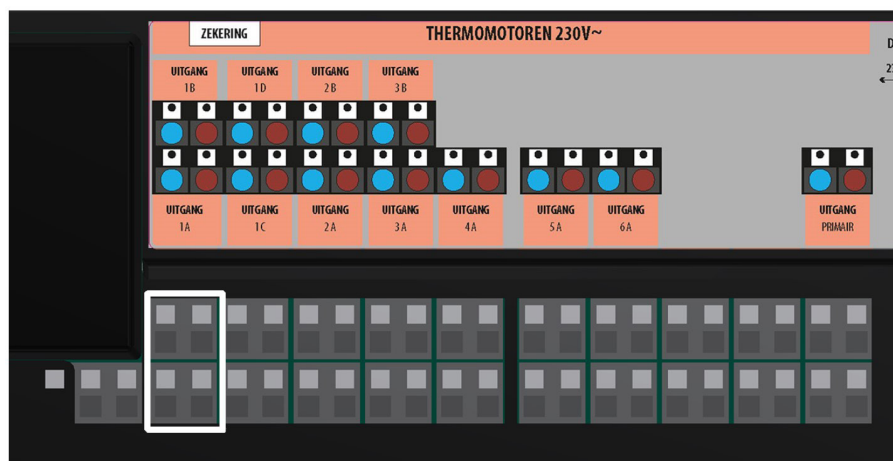 ZEKERING
THERMOMOTOREN 230V~
UITGANG 1B
UITGANG 1D
UITGANG 2B
UITGANG 3B
UITGANG 1A
UITGANG 1C
UITGANG 2A
UITGANG 3A
UITGANG 4A
UITGANG 5A
UITGANG 6A
UITGANG PRIMAIR